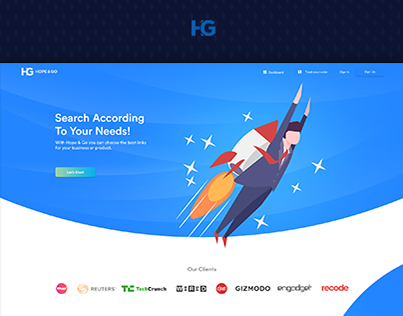 HG
HG HOPE & GO
Dashboard Track your order Sign In Sign Up
Search According
To Your Needs!
With Hope & Go you can choose the best links
for your business or product.
Let's Start
Our Clients
REUTERS TC TechCrunch WIRED CNET GIZMODO engadget recode